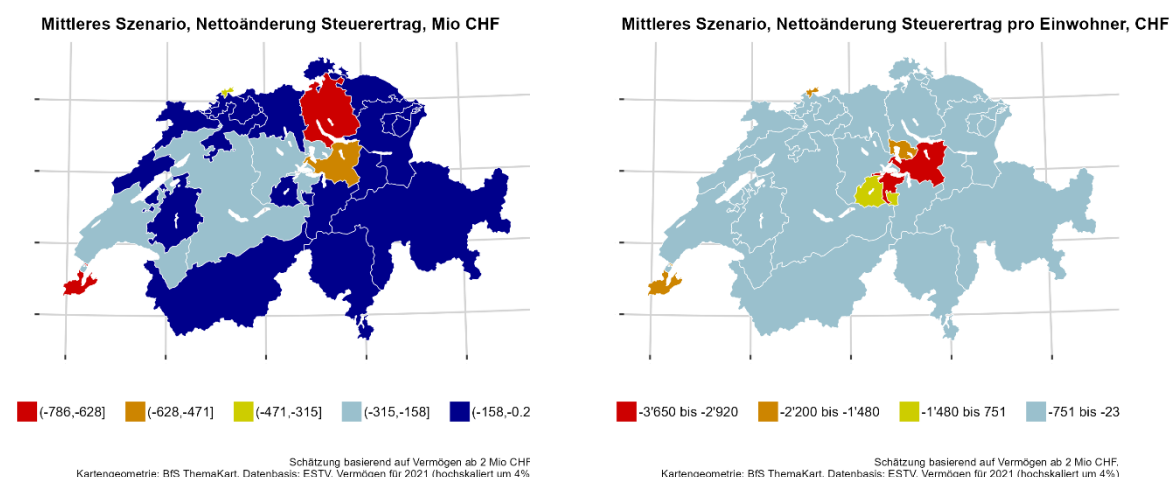 Mittleres Szenario, Nettoänderung Steuerertrag, Mio CHF
(-786,-628]
(-628,-471]
(-471,-315]
(-315,-158]
(-158,-0.2
Schätzung basierend auf Vermögen ab 2 Mio CHF
Kartengeometrie: BfS ThemaKart, Datenbasis: ESTV, Vermögen für 2021 (hochskaliert um 4%
Mittleres Szenario, Nettoänderung Steuerertrag pro Einwohner, CHF
-3'650 bis -2'920
-2'200 bis -1'480
-1'480 bis 751
-751 bis -23
Schätzung basierend auf Vermögen ab 2 Mio CHF.
Kartengeometrie: BfS ThemaKart, Datenbasis: ESTV, Vermögen für 2021 (hochskaliert um 4%)